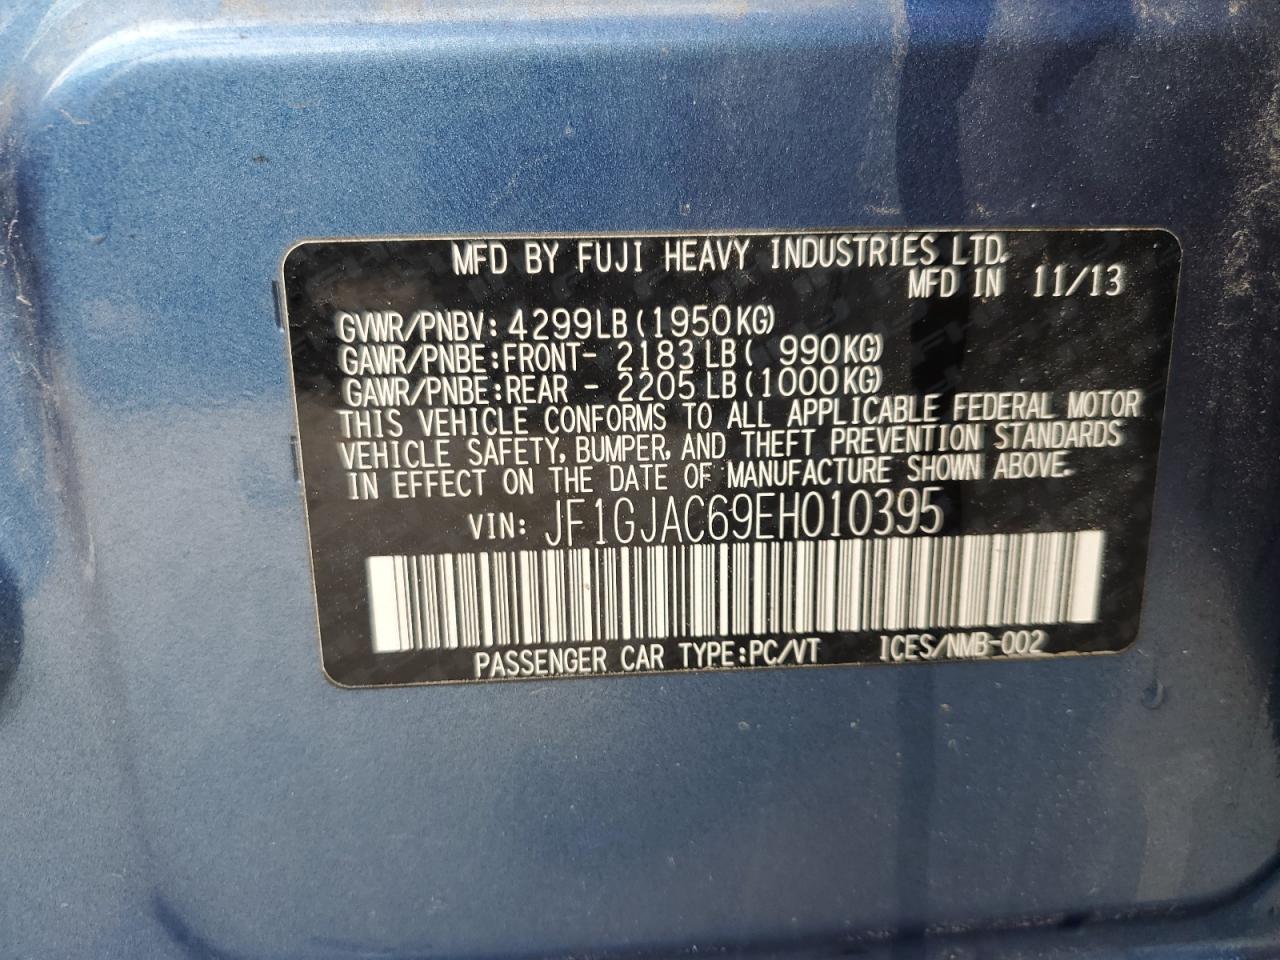 MFD BY FUJI HEAVY INDUSTRIES LTD.
MFD IN 11/13
GVWR/PNBV: 4299LB (1950KG)
GAWR/PNBE:FRONT- 2183 LB ( 990KG)
GAWR/PNBE:REAR - 2205 LB (1000KG)
THIS VEHICLE CONFORMS TO ALL APPLICABLE FEDERAL MOTOR
VEHICLE SAFETY, BUMPER, AND THEFT PREVENTION STANDARDS
IN EFFECT ON THE DATE OF MANUFACTURE SHOWN ABOVE.
VIN: JF1GJAC69EH010395
PASSENGER CAR TYPE:PC/VT ICES/NMB-002